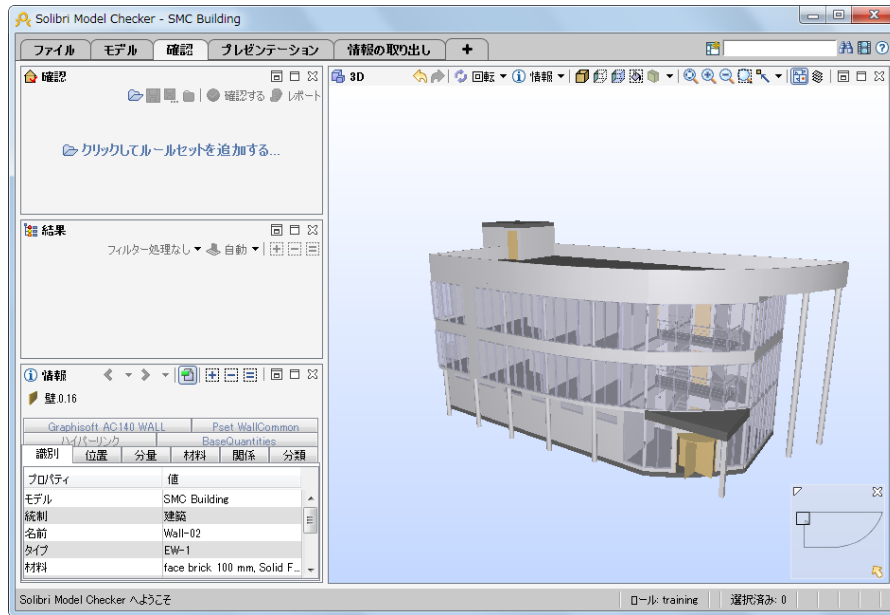 Solibri Model Checker - SMC Building
ファイル モデル 確認 プレゼンテーション 情報の取り出し +
確認
確認する レポート
クリックしてルールセットを追加する...
結果
フィルター処理なし 自動
情報
壁.0.16
Graphisoft AC140 WALL Pset WallCommon
ハイパーリンク BaseQuantities
識別 位置 分量 材料 関係 分類
プロパティ 値
モデル SMC Building
統制 建築
名前 Wall-02
タイプ EW-1
材料 face brick 100 mm, Solid F...
3D 回転 情報
Solibri Model Checker へようこそ ロール: training 選択済み: 0